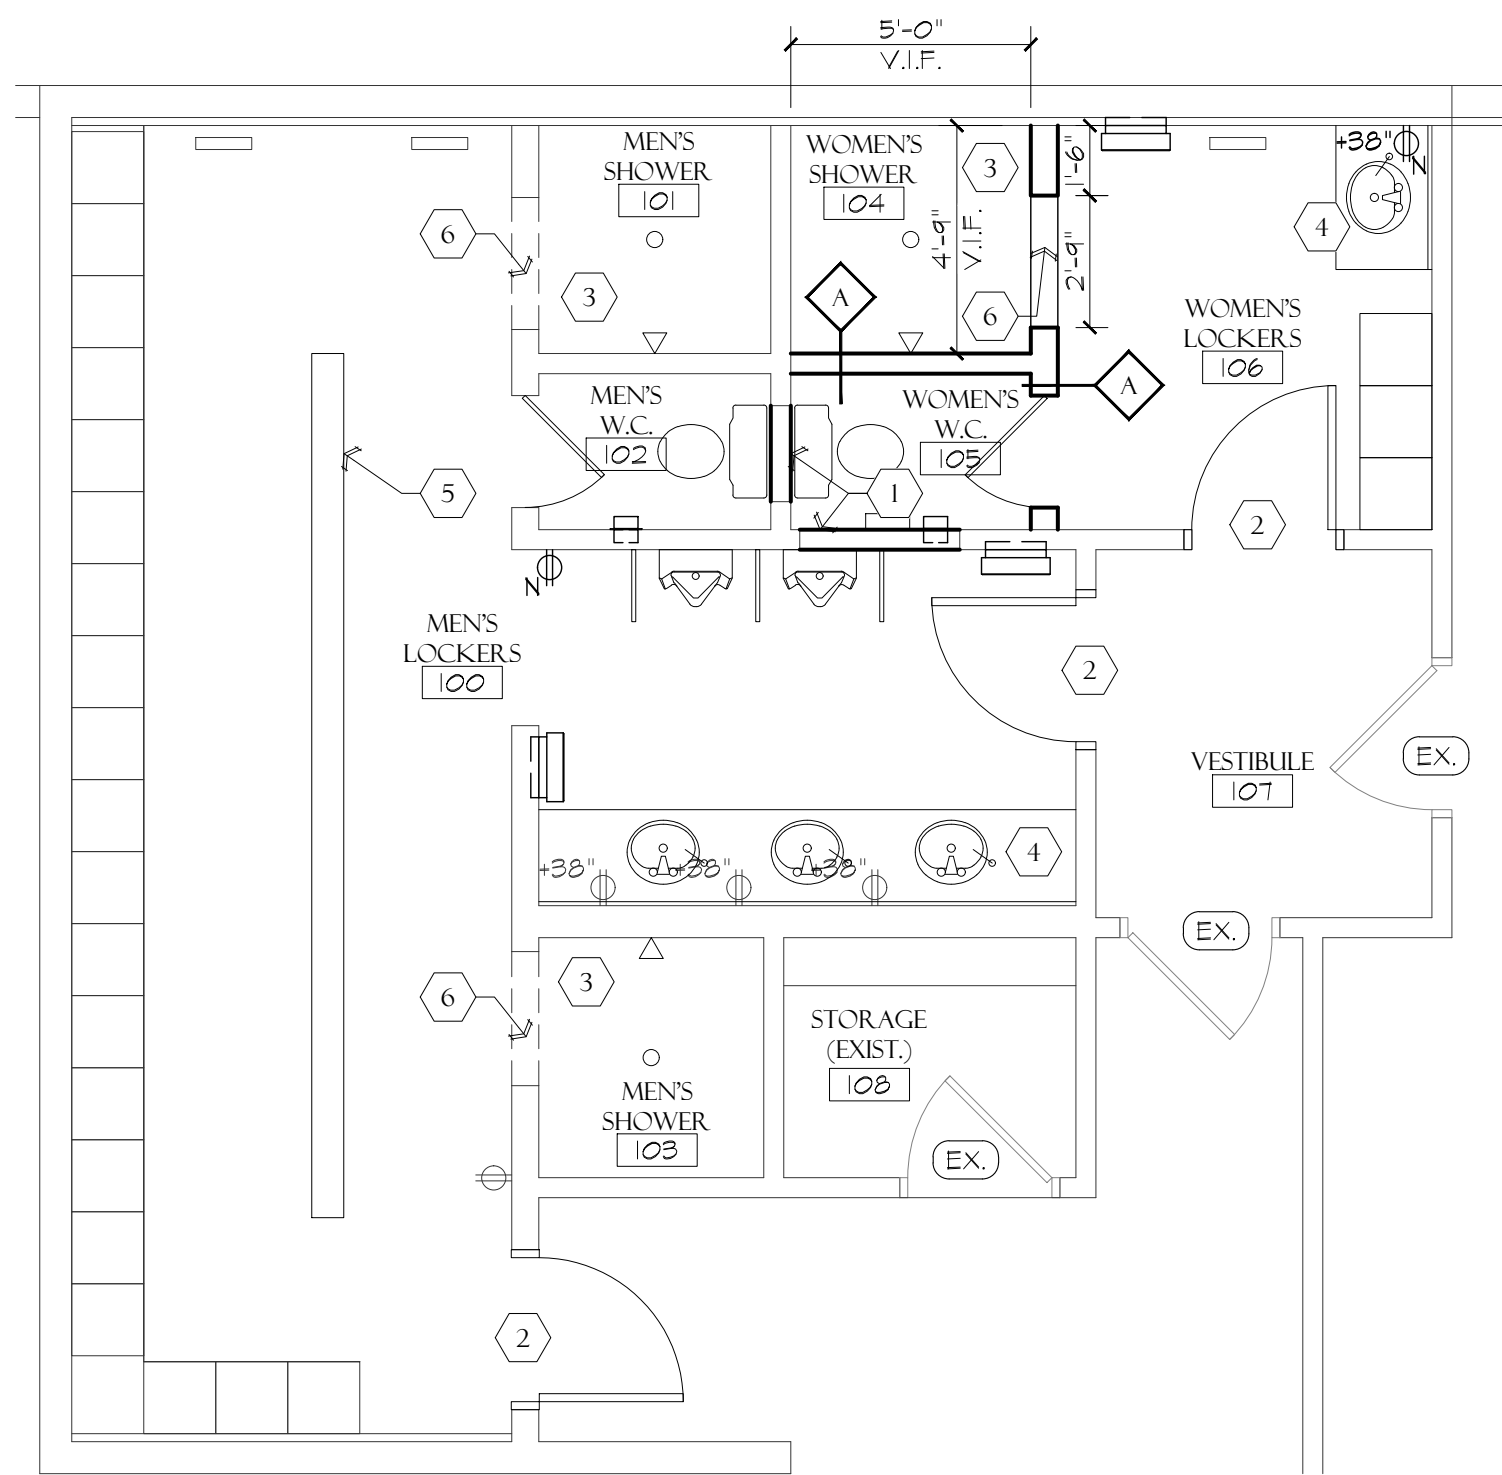 5'-0"
V.I.F.
MEN'S
SHOWER
101
WOMEN'S
SHOWER
104
3
1'-6"
+38"
N
4
6
3
4'-9"
V.I.F.
2'-9"
A
6
WOMEN'S
LOCKERS
106
A
MEN'S
W.C.
102
WOMEN'S
W.C.
105
5
1
2
N
MEN'S
LOCKERS
100
2
VESTIBULE
107
EX.
4
+38"
+38"
+38"
EX.
6
3
STORAGE
(EXIST.)
108
MEN'S
SHOWER
103
EX.
2